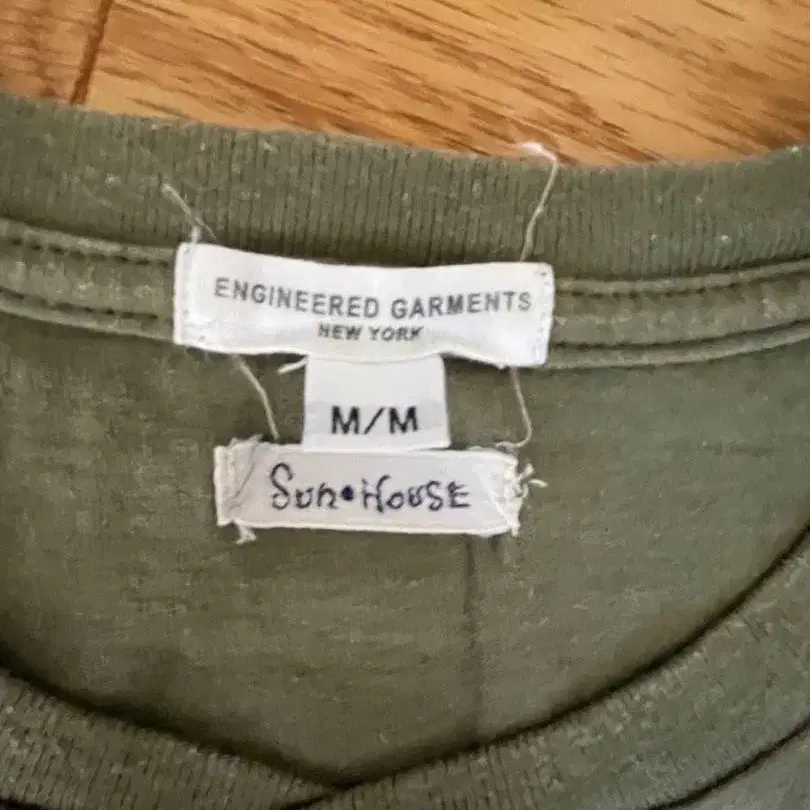 ENGINEERED GARMENTS
NEW YORK
M/M
Sun•House